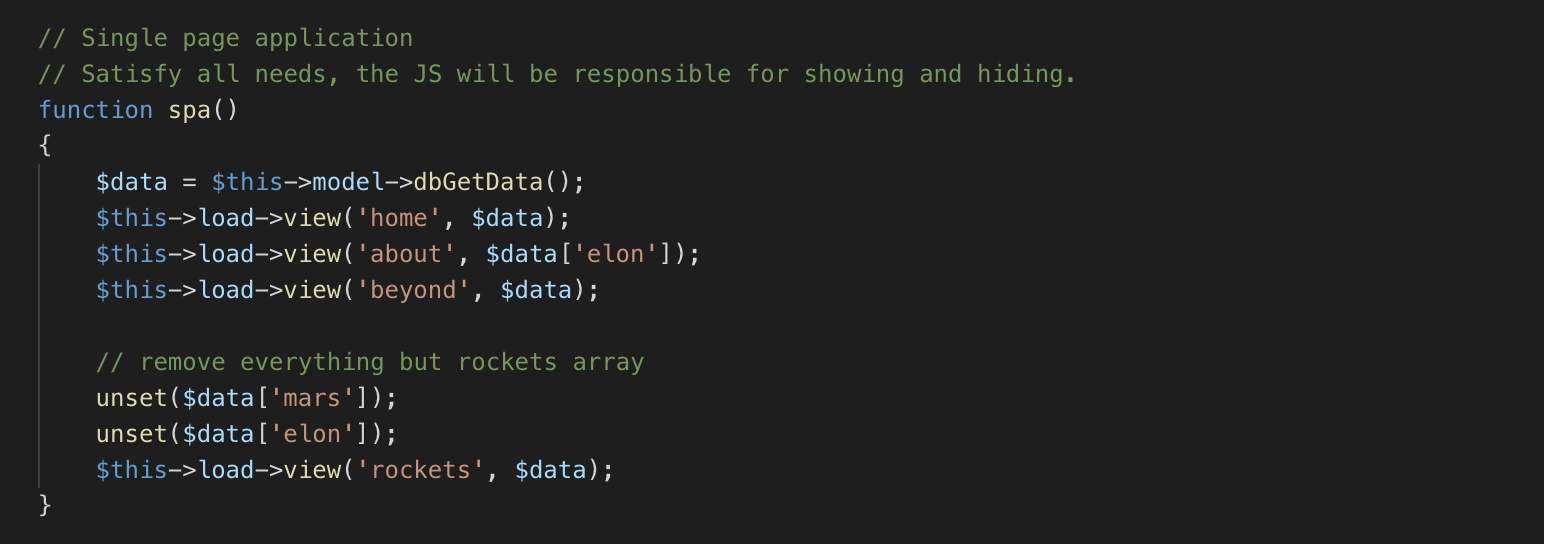 // Single page application
// Satisfy all needs, the JS will be responsible for showing and hiding.
function spa()
{
    $data = $this->model->dbGetData();
    $this->load->view('home', $data);
    $this->load->view('about', $data['elon']);
    $this->load->view('beyond', $data);

    // remove everything but rockets array
    unset($data['mars']);
    unset($data['elon']);
    $this->load->view('rockets', $data);
}